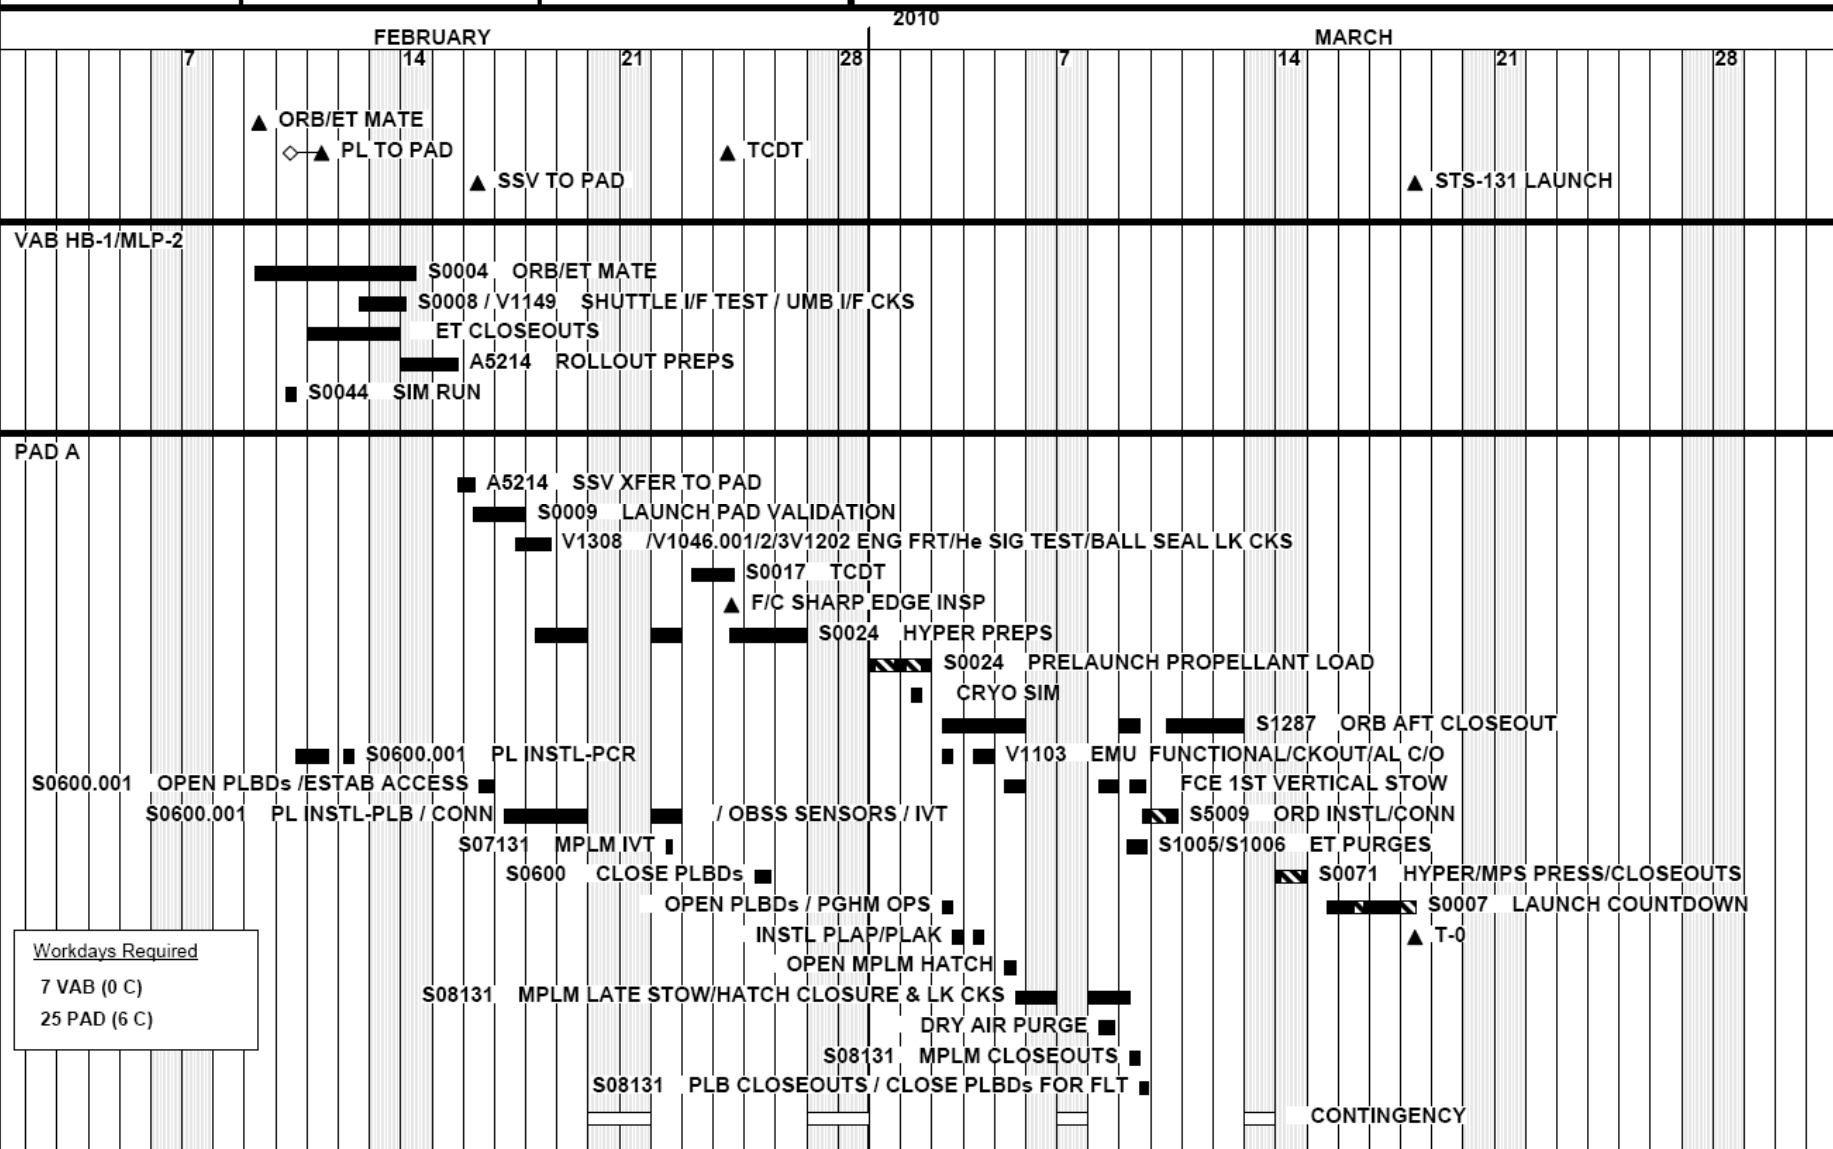 2010
FEBRUARY MARCH
7 14 21 28 7 14 21 28
ORB/ET MATE
PL TO PAD TCDT
SSV TO PAD STS-131 LAUNCH
VAB HB-1/MLP-2
S0004 ORB/ET MATE
S0008 / V1149 SHUTTLE I/F TEST / UMB I/F CKS
ET CLOSEOUTS
A5214 ROLLOUT PREPS
S0044 SIM RUN
PAD A
A5214 SSV XFER TO PAD
S0009 LAUNCH PAD VALIDATION
V1308 /V1046.001/2/3V1202 ENG FRT/He SIG TEST/BALL SEAL LK CKS
S0017 TCDT
F/C SHARP EDGE INSP
S0024 HYPER PREPS
S0024 PRELAUNCH PROPELLANT LOAD
CRYO SIM
S1287 ORB AFT CLOSEOUT
S0600.001 PL INSTL-PCR V1103 EMU FUNCTIONAL/CKOUT/AL C/O
S0600.001 OPEN PLBDs /ESTAB ACCESS FCE 1ST VERTICAL STOW
S0600.001 PL INSTL-PLB / CONN / OBSS SENSORS / IVT S5009 ORD INSTL/CONN
S07131 MPLM IVT S1005/S1006 ET PURGES
S0600 CLOSE PLBDs S0071 HYPER/MPS PRESS/CLOSEOUTS
OPEN PLBDs / PGHM OPS S0007 LAUNCH COUNTDOWN
INSTL PLAP/PLAK T-0
OPEN MPLM HATCH
S08131 MPLM LATE STOW/HATCH CLOSURE & LK CKS
DRY AIR PURGE
S08131 MPLM CLOSEOUTS
S08131 PLB CLOSEOUTS / CLOSE PLBDs FOR FLT
CONTINGENCY
Workdays Required
7 VAB (0 C)
25 PAD (6 C)